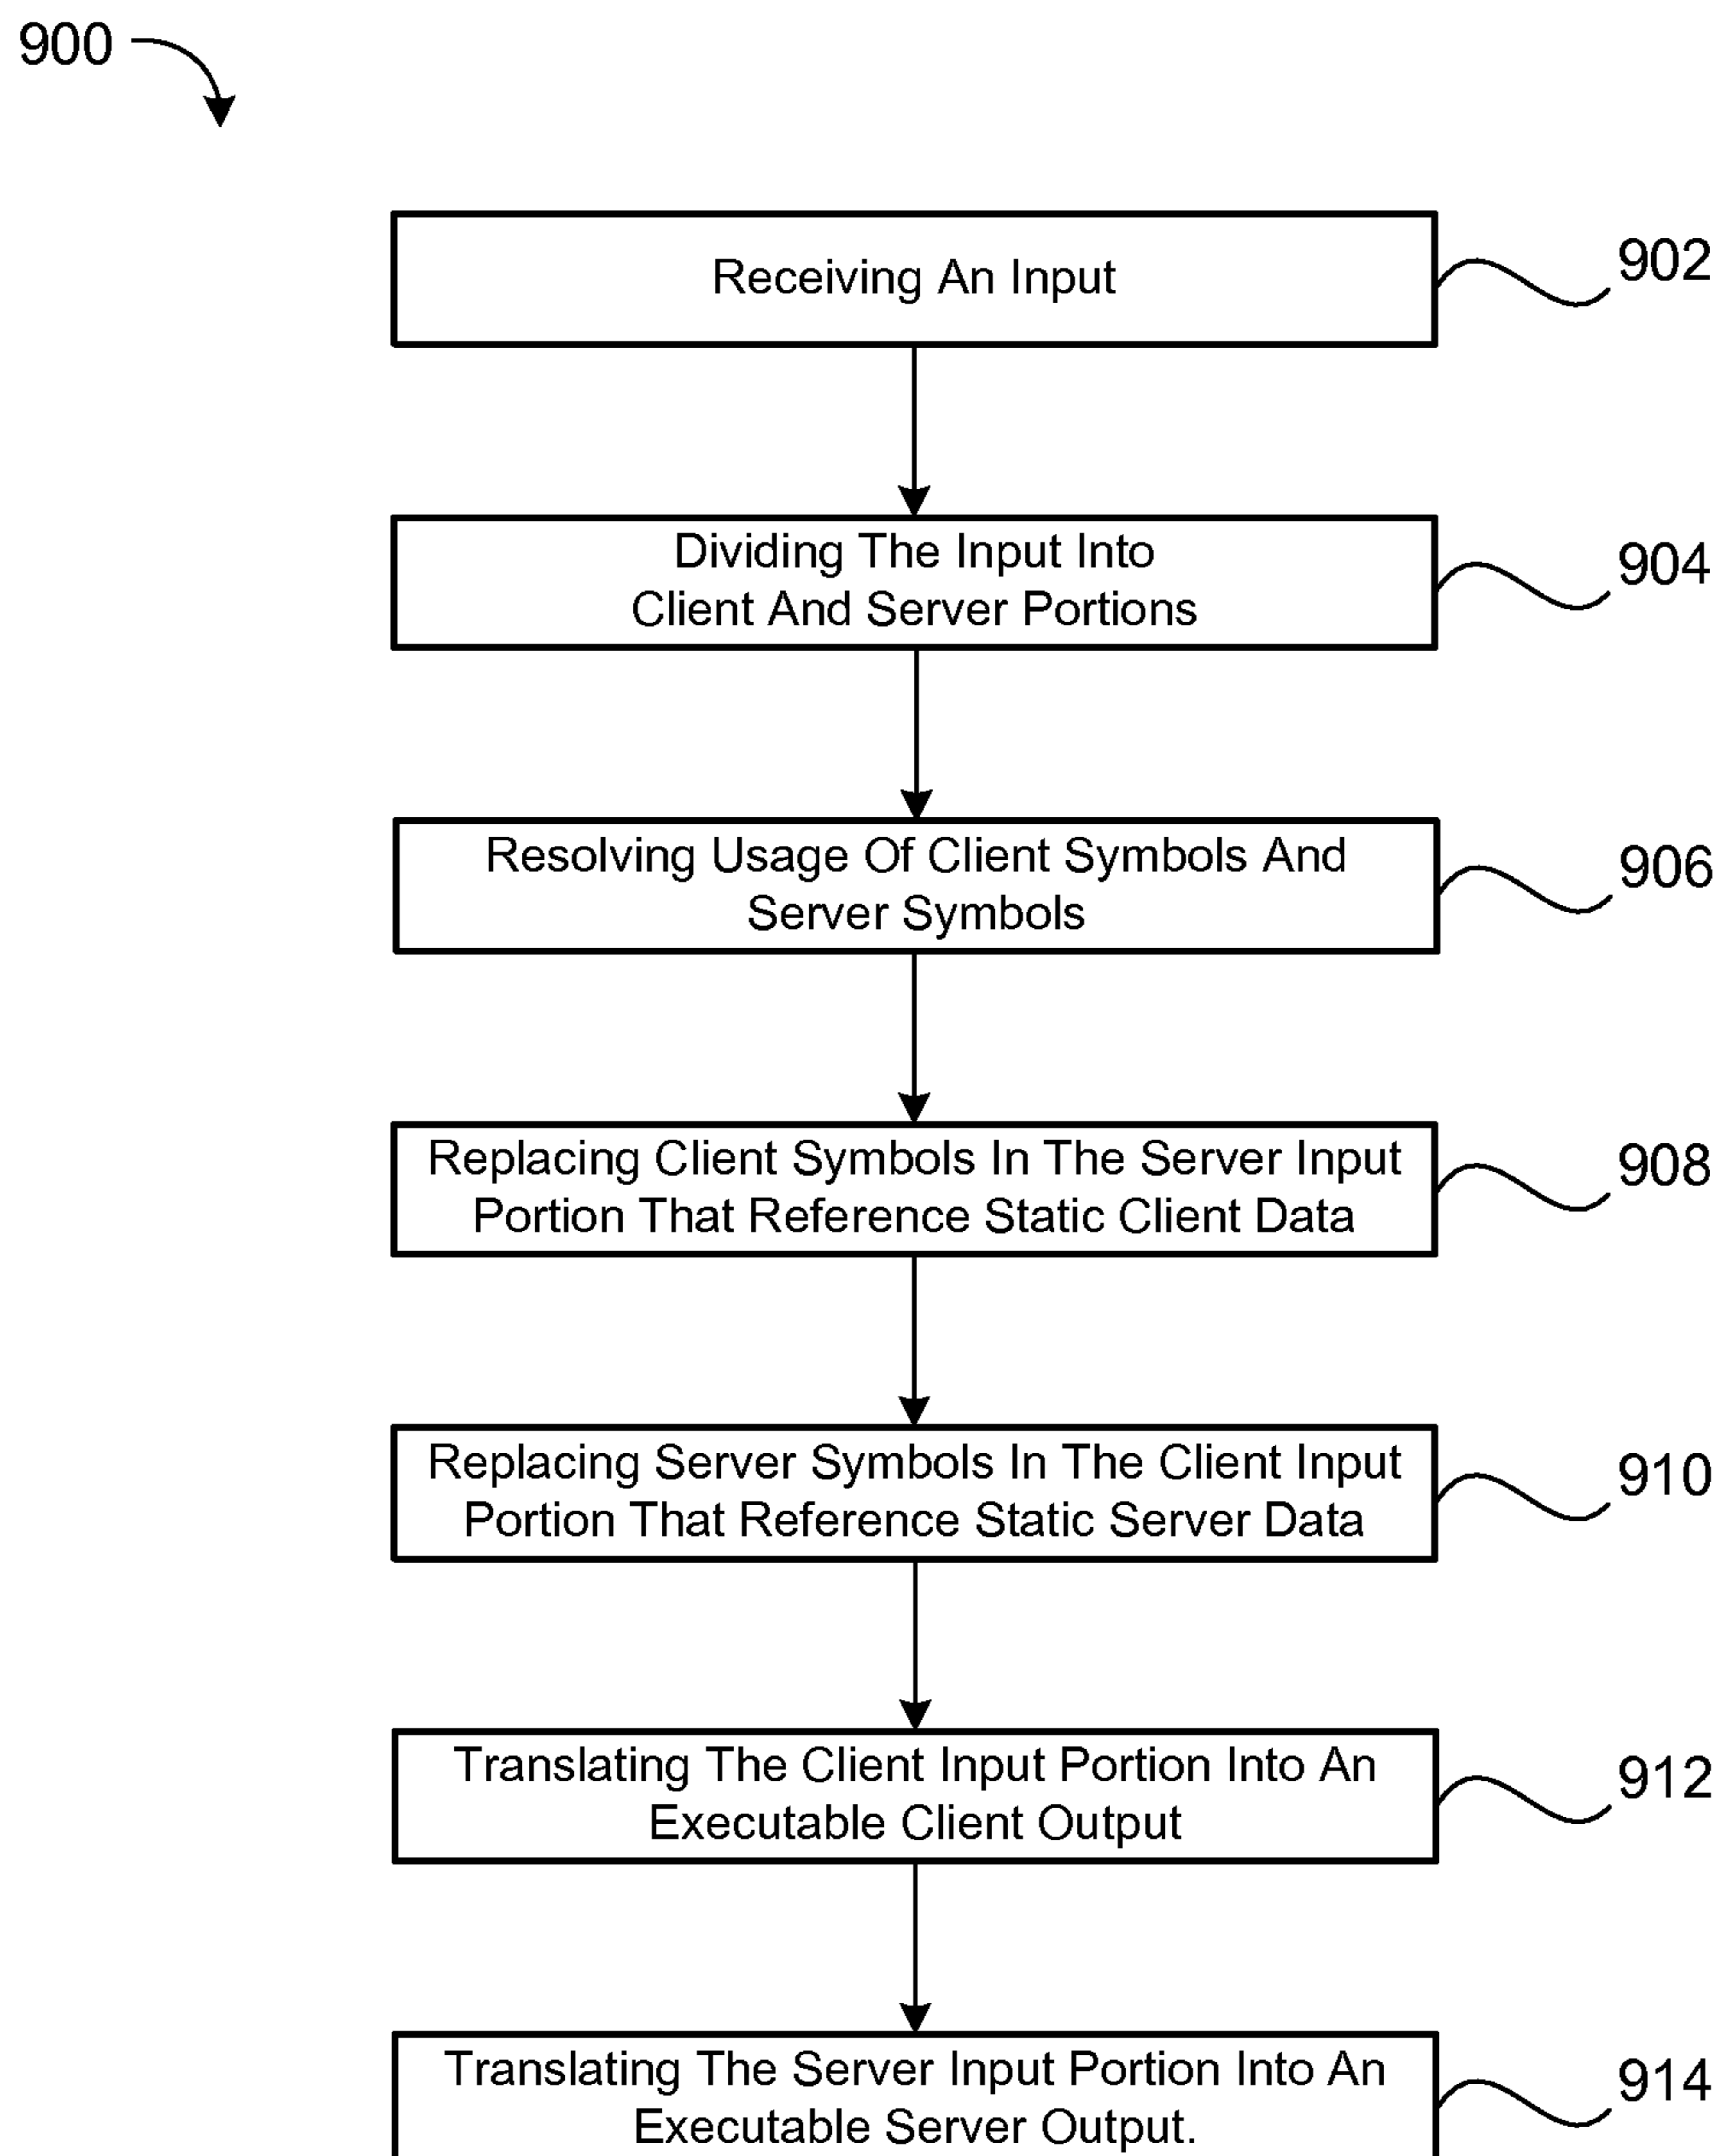 900
Receiving An Input
902
Dividing The Input Into
Client And Server Portions
904
Resolving Usage Of Client Symbols And
Server Symbols
906
Replacing Client Symbols In The Server Input
Portion That Reference Static Client Data
908
Replacing Server Symbols In The Client Input
Portion That Reference Static Server Data
910
Translating The Client Input Portion Into An
Executable Client Output
912
Translating The Server Input Portion Into An
Executable Server Output.
914